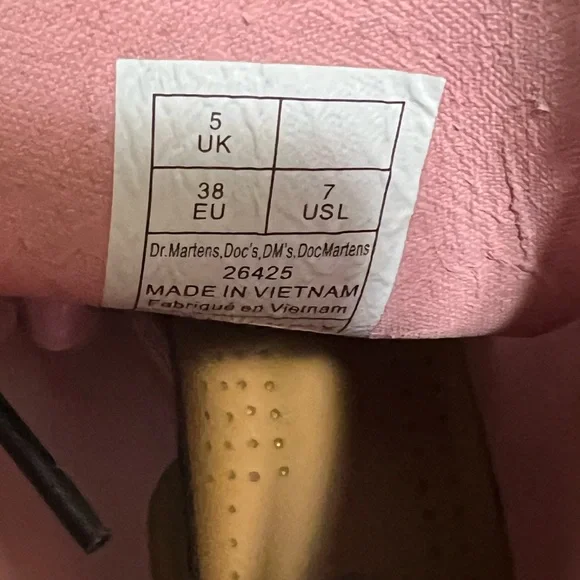 5
UK
38
EU
7
USL
Dr.Martens,Doc's,DM's,DocMartens
26425
MADE IN VIETNAM
Fabriqué en Vietnam